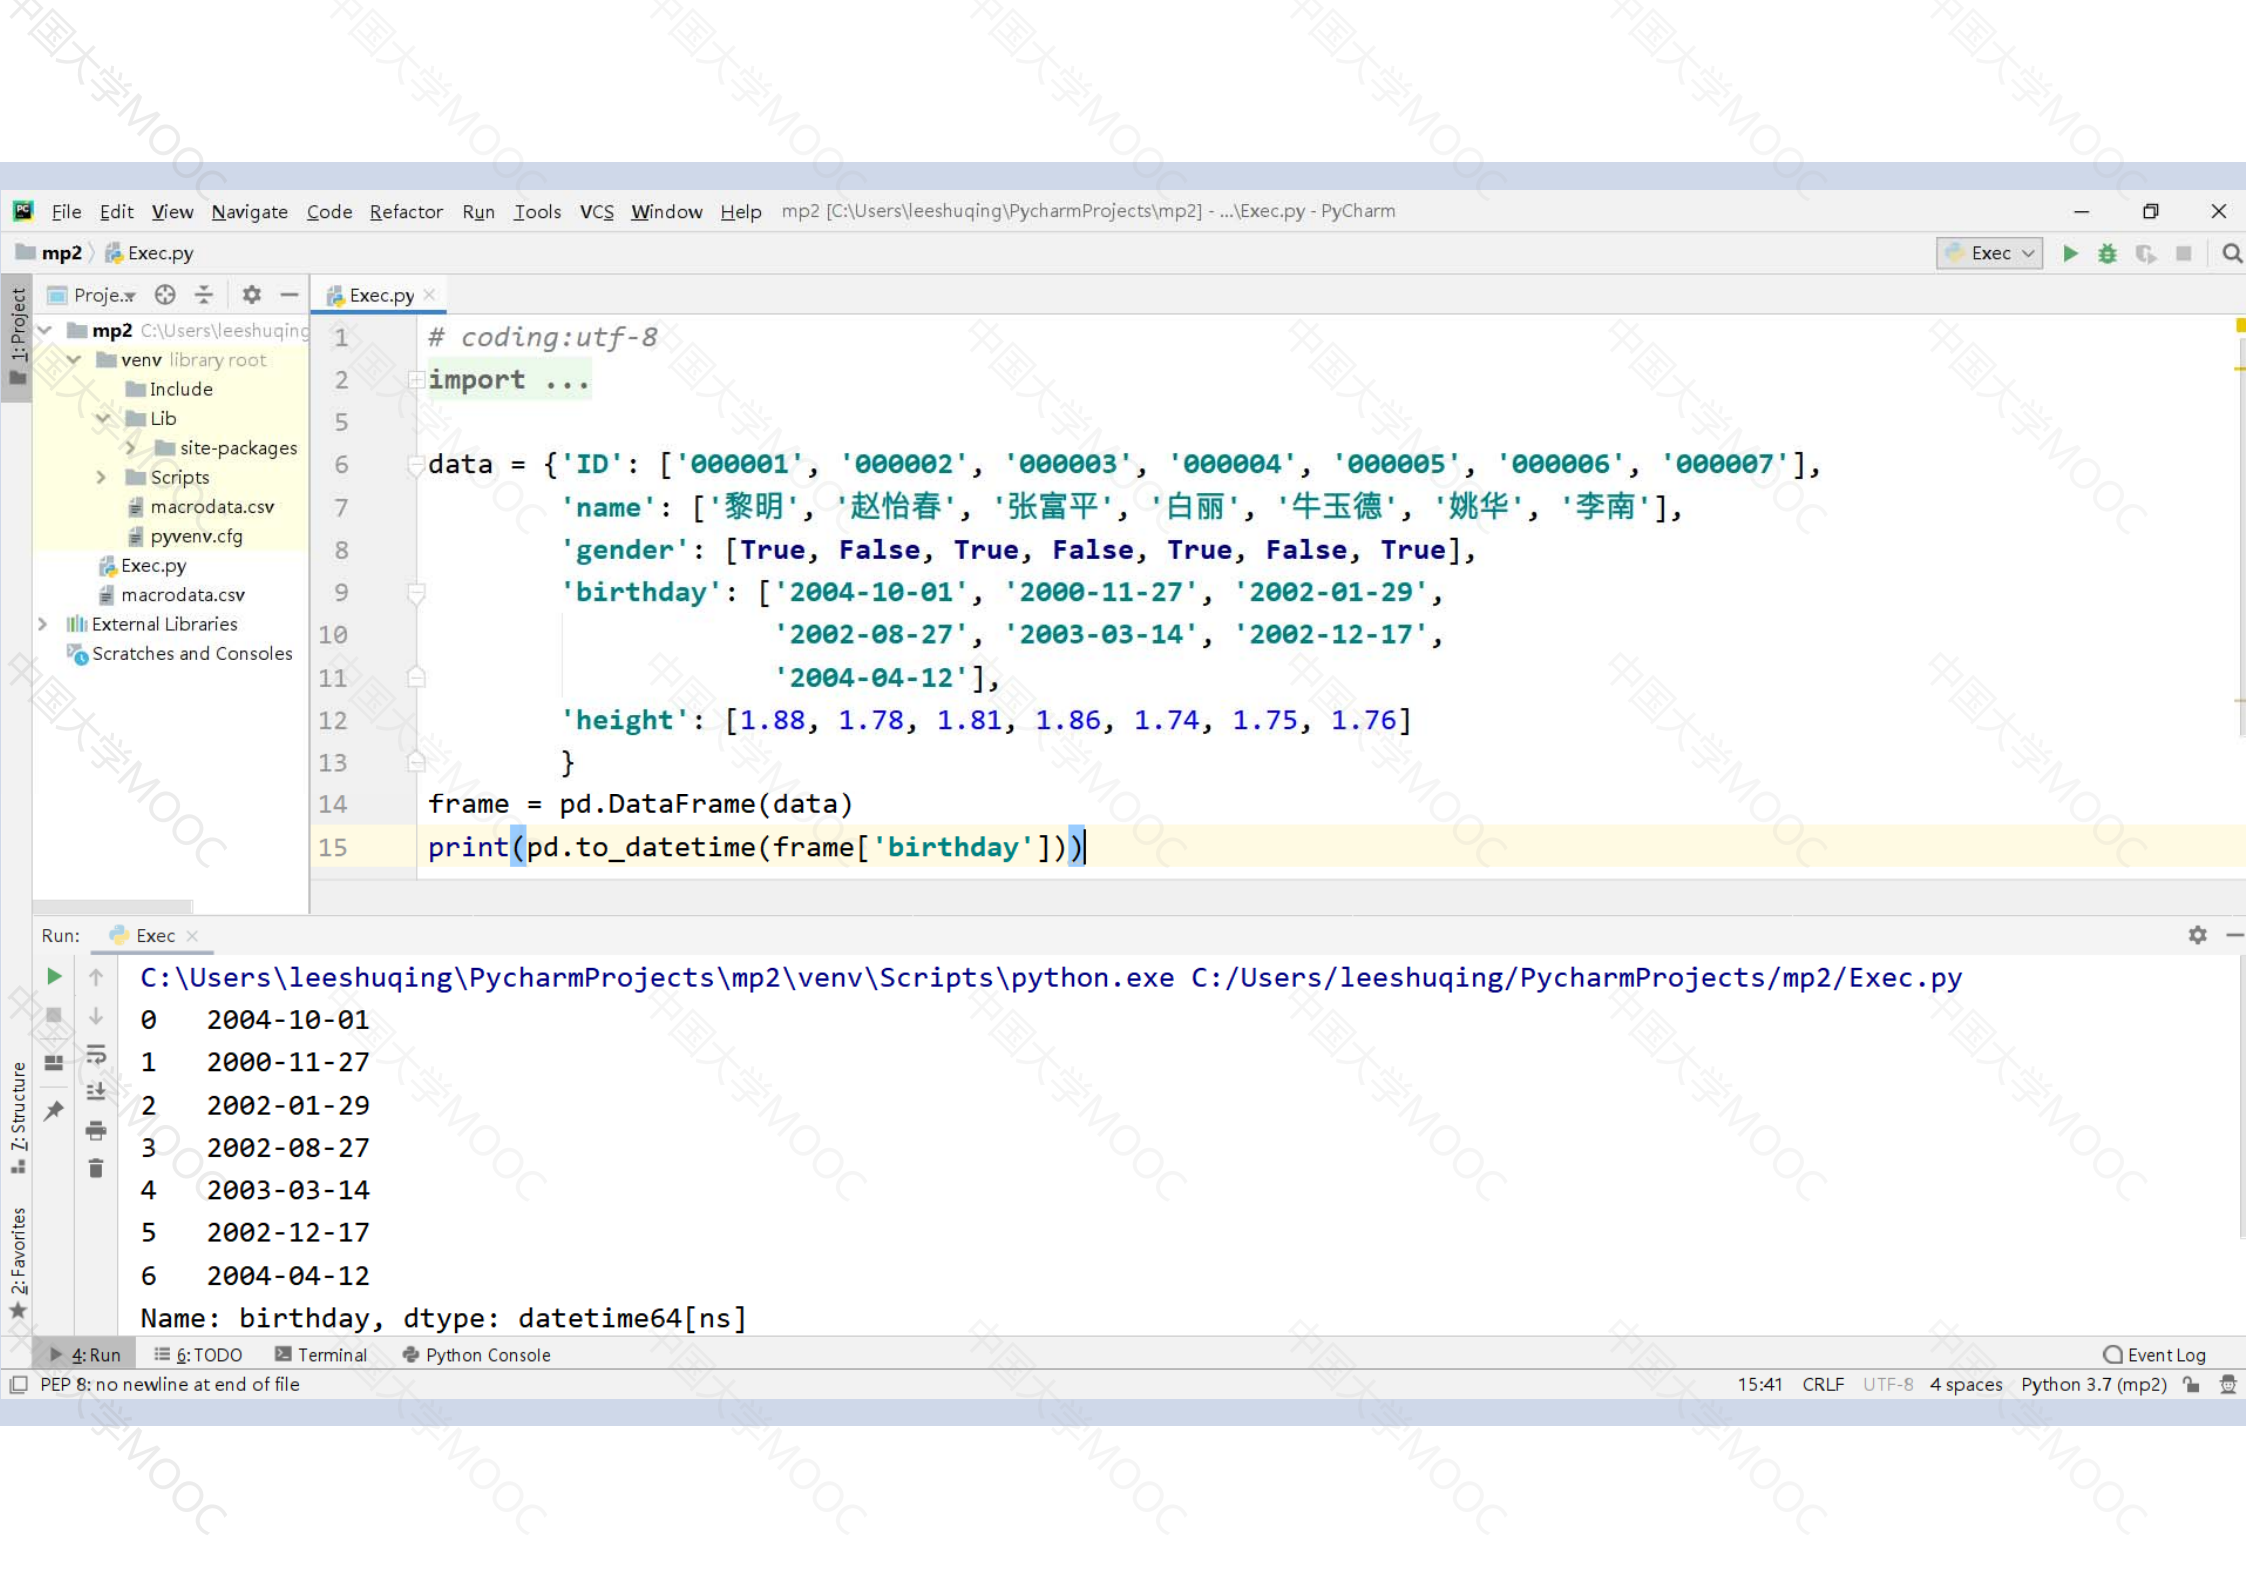 File Edit View Navigate Code Refactor Run Tools VCS Window Help mp2 [C:\Users\leeshuqing\PycharmProjects\mp2] - ...\Exec.py - PyCharm
mp2 Exec.py Exec
1: Project
Proje..
mp2 C:\Users\leeshuqing
venv library root
Include
Lib
site-packages
Scripts
macrodata.csv
pyvenv.cfg
Exec.py
macrodata.csv
External Libraries
Scratches and Consoles
Exec.py
1 # coding:utf-8
2 import ...
5
6 data = {'ID': ['000001', '000002', '000003', '000004', '000005', '000006', '000007'],
7 'name': ['黎明', '赵怡春', '张富平', '白丽', '牛玉德', '姚华', '李南'],
8 'gender': [True, False, True, False, True, False, True],
9 'birthday': ['2004-10-01', '2000-11-27', '2002-01-29',
10 '2002-08-27', '2003-03-14', '2002-12-17',
11 '2004-04-12'],
12 'height': [1.88, 1.78, 1.81, 1.86, 1.74, 1.75, 1.76]
13 }
14 frame = pd.DataFrame(data)
15 print(pd.to_datetime(frame['birthday']))
Run: Exec
C:\Users\leeshuqing\PycharmProjects\mp2\venv\Scripts\python.exe C:/Users/leeshuqing/PycharmProjects/mp2/Exec.py
0 2004-10-01
1 2000-11-27
2 2002-01-29
3 2002-08-27
4 2003-03-14
5 2002-12-17
6 2004-04-12
Name: birthday, dtype: datetime64[ns]
Z: Structure
2: Favorites
4: Run 6: TODO Terminal Python Console Event Log
PEP 8: no newline at end of file 15:41 CRLF UTF-8 4 spaces Python 3.7 (mp2)
中国大学MOOC